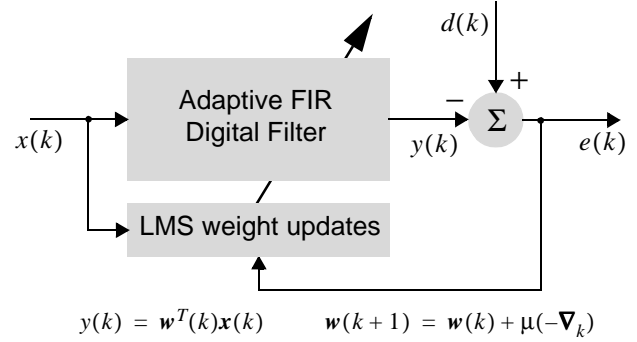 d(k)
+
Adaptive FIR
Digital Filter
−
Σ
x(k)
y(k)
e(k)
LMS weight updates
y(k) = w^T(k)x(k)    w(k + 1) = w(k) + μ(−∇_k)